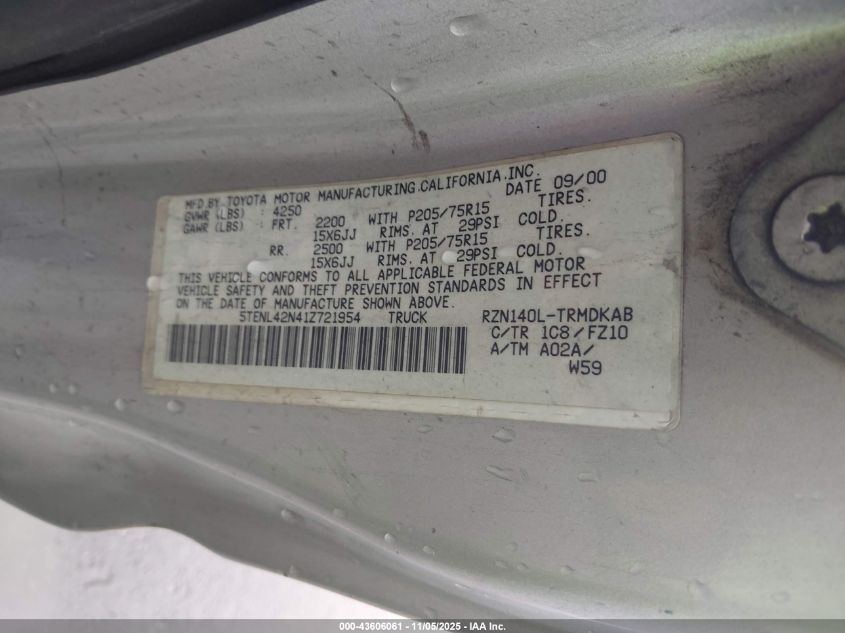 MFD.BY TOYOTA MOTOR MANUFACTURING.CALIFORNIA.INC.
GVWR (LBS) : 4250 DATE 09/00
GAWR (LBS) : FRT. 2200 WITH P205/75R15 TIRES.
15X6JJ RIMS. AT 29PSI COLD.
RR. 2500 WITH P205/75R15 TIRES.
15X6JJ RIMS. AT 29PSI COLD.
THIS VEHICLE CONFORMS TO ALL APPLICABLE FEDERAL MOTOR
VEHICLE SAFETY AND THEFT PREVENTION STANDARDS IN EFFECT
ON THE DATE OF MANUFACTURE SHOWN ABOVE.
5TENL42N41Z721954 TRUCK RZN140L-TRMDKAB
C/TR 1C8/FZ10
A/TM A02A/
W59
000-43606061 - 11/05/2025 - IAA Inc.